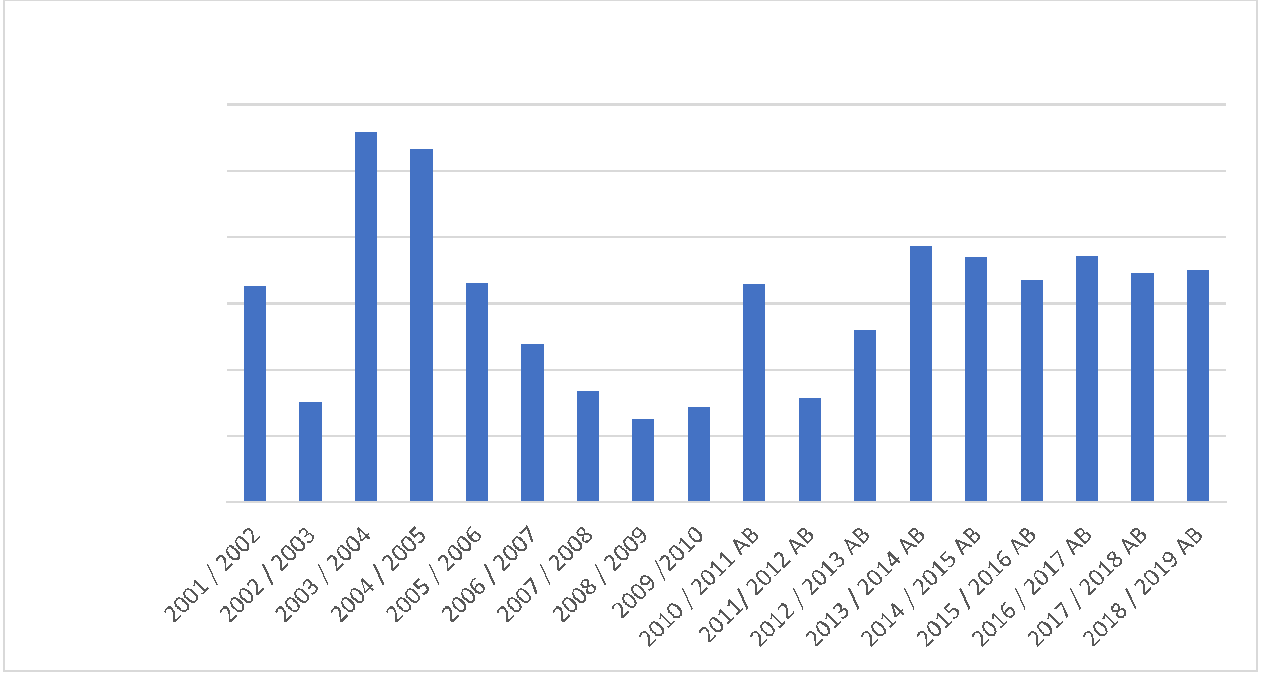 2001 / 2002
2002 / 2003
2003 / 2004
2004 / 2005
2005 / 2006
2006 / 2007
2007 / 2008
2008 / 2009
2009 /2010
2010 / 2011 AB
2011/ 2012 AB
2012 / 2013 AB
2013 / 2014 AB
2014 / 2015 AB
2015 / 2016 AB
2016 / 2017 AB
2017 / 2018 AB
2018 / 2019 AB